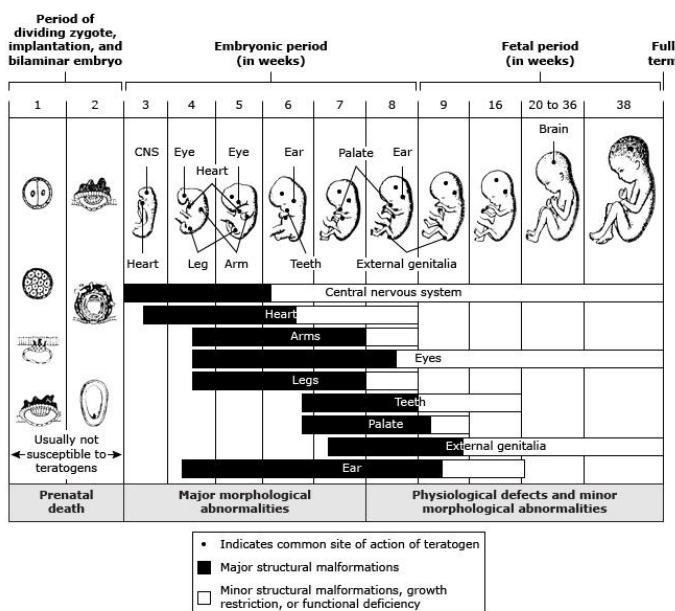 Period of
dividing zygote,
implantation, and
bilaminar embryo
Embryonic period
(in weeks)
Fetal period
(in weeks)
Full
term
1 2 3 4 5 6 7 8 9 16 20 to 36 38
Brain
CNS Eye Eye Ear Palate Ear
Heart
Heart Leg Arm Teeth External genitalia
Central nervous system
Heart
Arms
Eyes
Legs
Teeth
Palate
External genitalia
Ear
Usually not
susceptible to
teratogens
Prenatal
death
Major morphological
abnormalities
Physiological defects and minor
morphological abnormalities
Indicates common site of action of teratogen
Major structural malformations
Minor structural malformations, growth
restriction, or functional deficiency